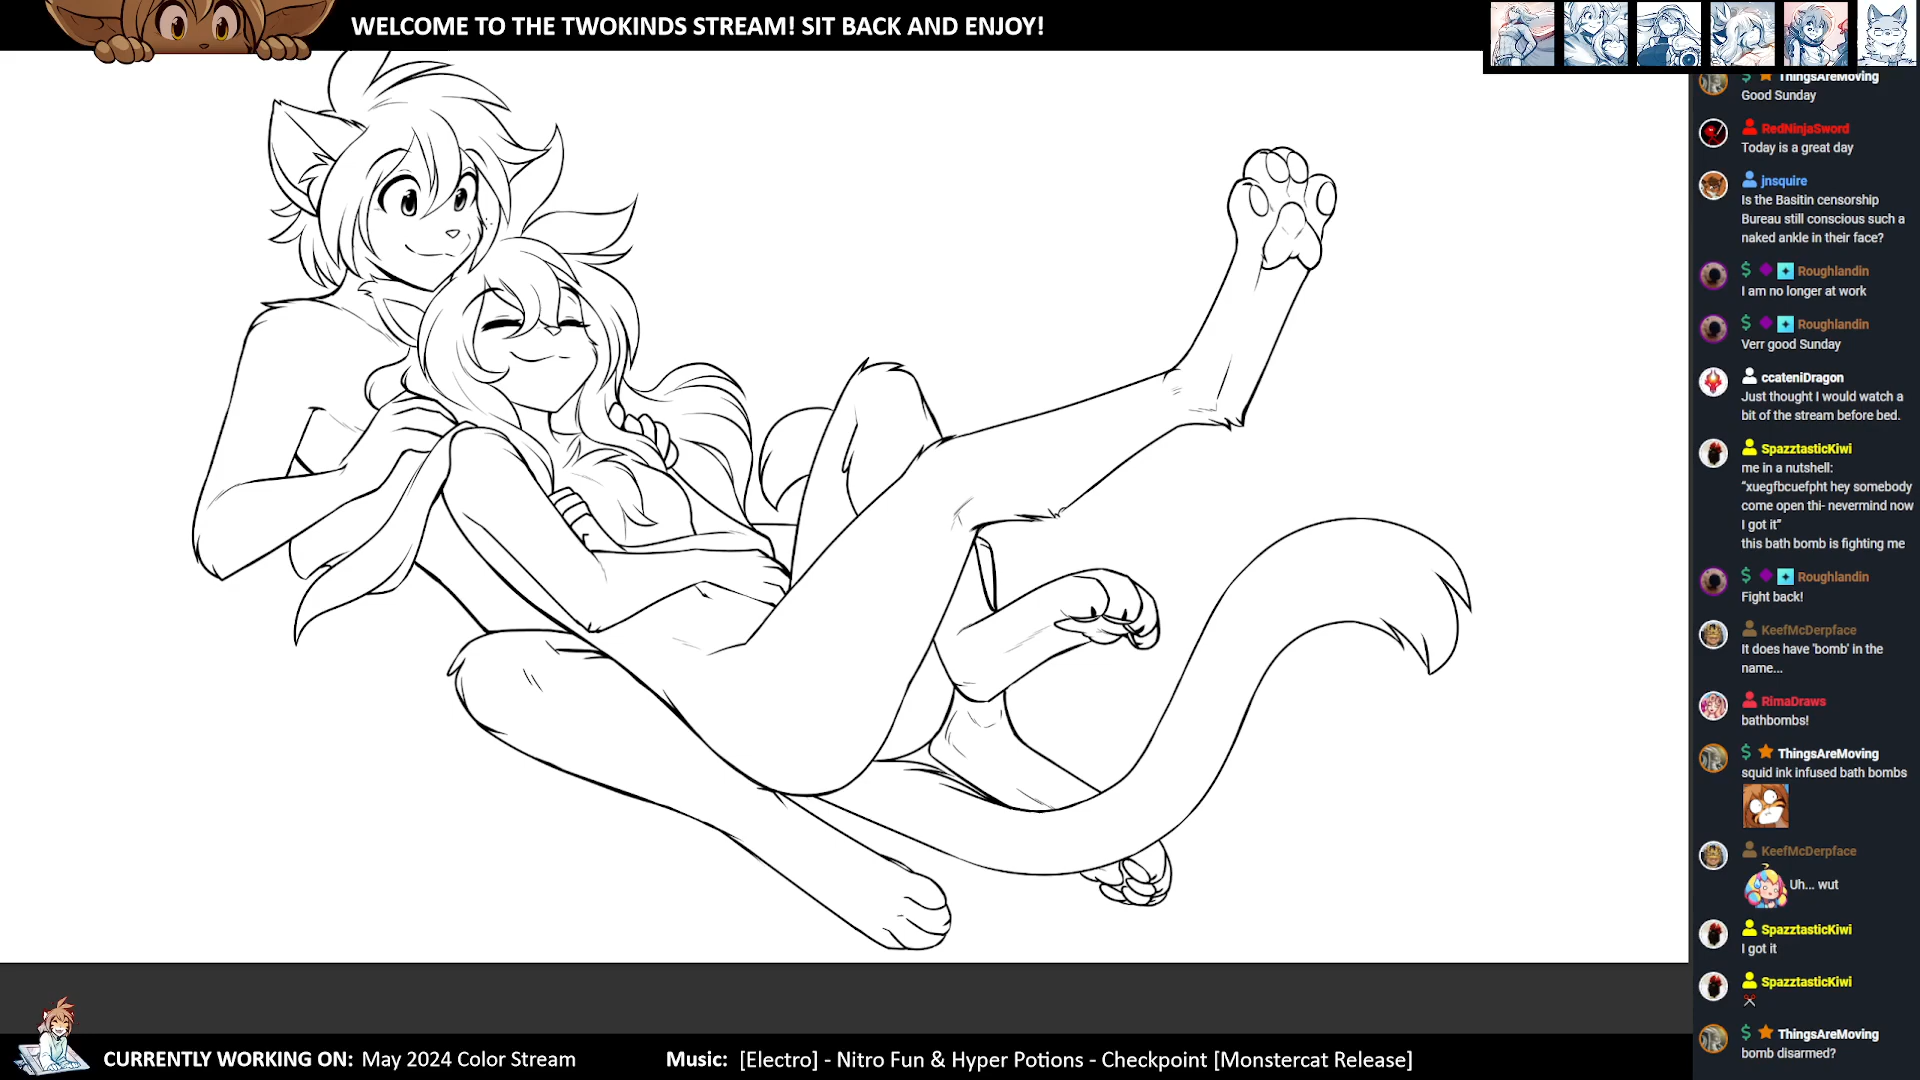 WELCOME TO THE TWOKINDS STREAM! SIT BACK AND ENJOY!
ThingsAreMoving
Good Sunday
RedNinjaSword
Today is a great day
jnsquire
Is the Basitin censorship
Bureau still conscious such a
naked ankle in their face?
Roughlandin
I am no longer at work
Roughlandin
Verr good Sunday
ccateniDragon
Just thought I would watch a
bit of the stream before bed.
SpazztasticKiwi
me in a nutshell:
“xuegfbcuefpht hey somebody
come open thi- nevermind now
I got it”
this bath bomb is fighting me
Roughlandin
Fight back!
KeefMcDerpface
It does have 'bomb' in the
name...
RimaDraws
bathbombs!
ThingsAreMoving
squid ink infused bath bombs
KeefMcDerpface
Uh... wut
SpazztasticKiwi
I got it
SpazztasticKiwi
ThingsAreMoving
bomb disarmed?
CURRENTLY WORKING ON: May 2024 Color Stream
Music: [Electro] - Nitro Fun & Hyper Potions - Checkpoint [Monstercat Release]